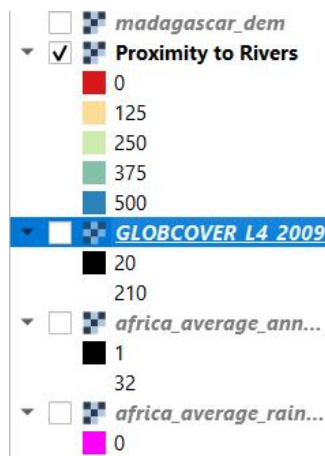 madagascar_dem
Proximity to Rivers
0
125
250
375
500
GLOBCOVER_L4_2009
20
210
africa_average_ann...
1
32
africa_average_rain...
0